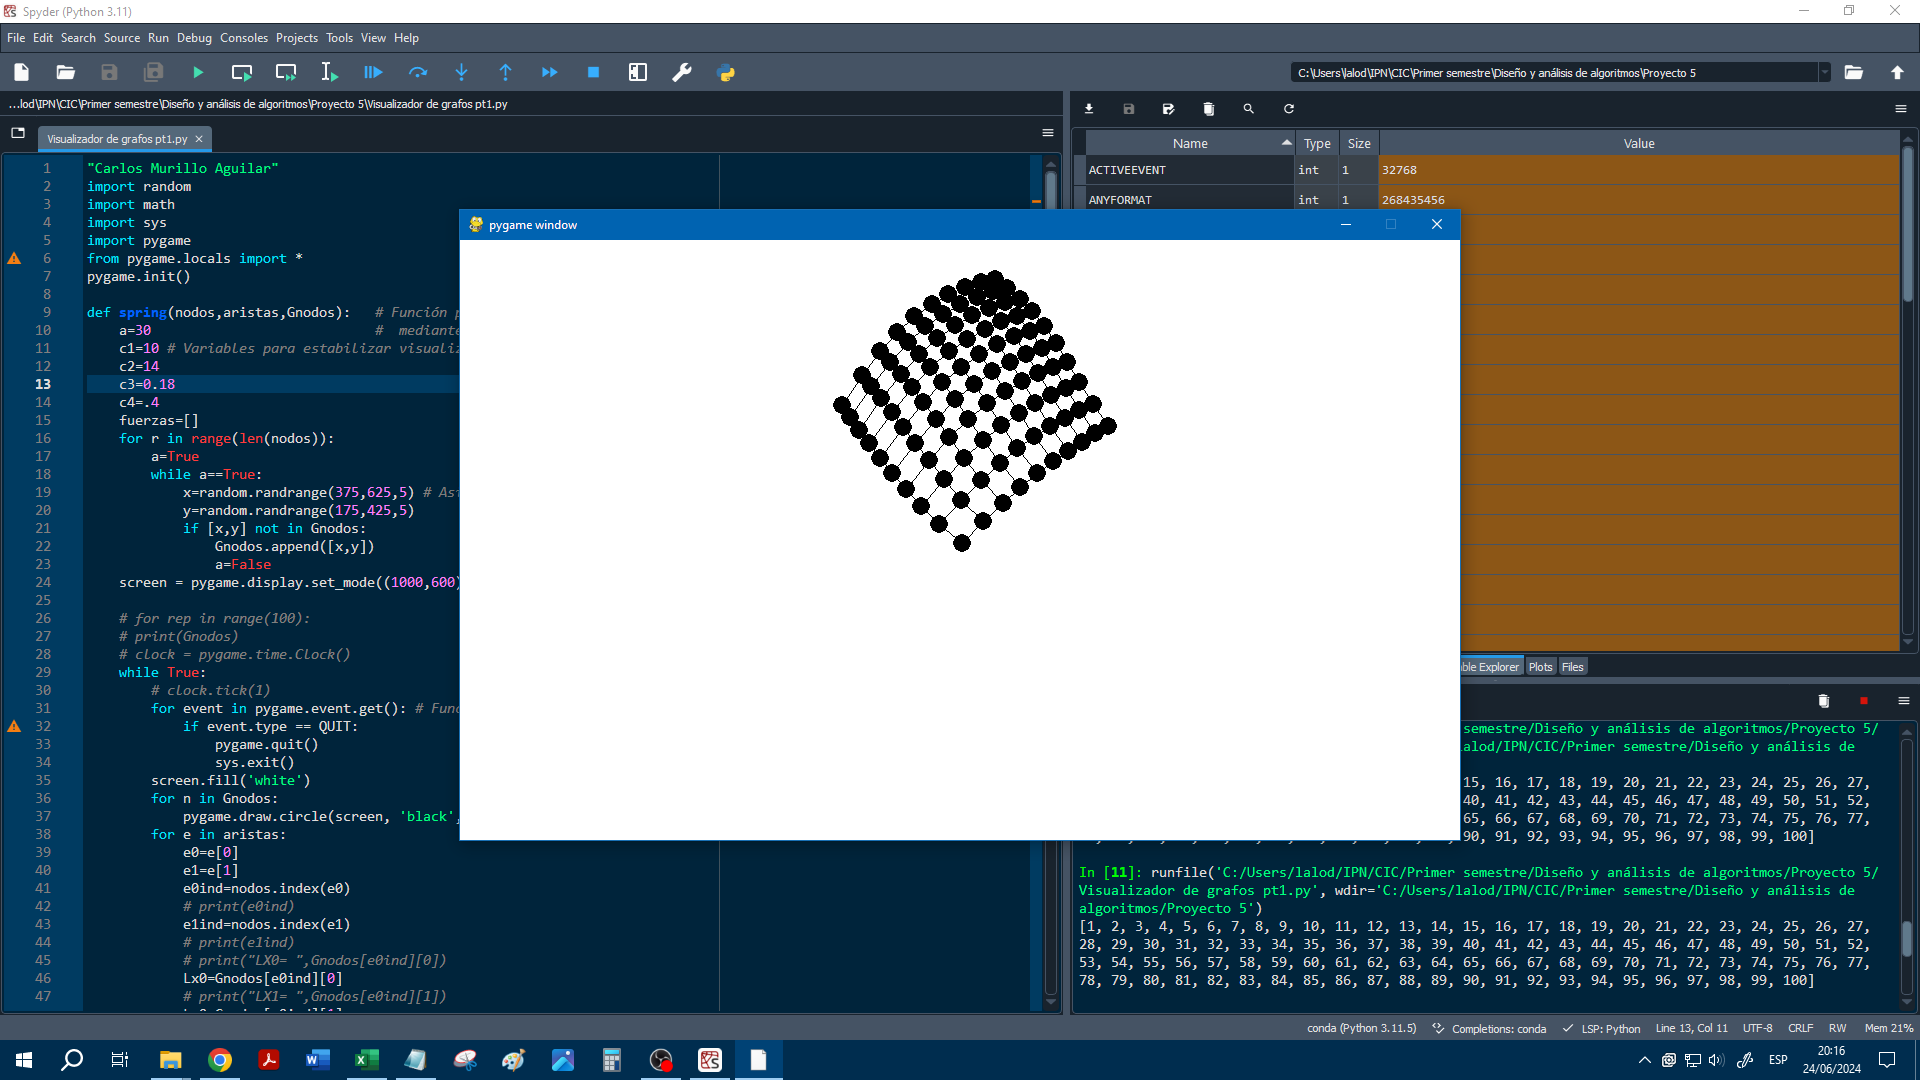 Spyder (Python 3.11)
File Edit Search Source Run Debug Consoles Projects Tools View Help
C:\Users\lalod\IPN\CIC\Primer semestre\Diseño y análisis de algoritmos\Proyecto 5
...lod\IPN\CIC\Primer semestre\Diseño y análisis de algoritmos\Proyecto 5\Visualizador de grafos pt1.py
Visualizador de grafos pt1.py
1 "Carlos Murillo Aguilar"
2 import random
3 import math
4 import sys
5 import pygame
6 from pygame.locals import *
7 pygame.init()
8
9 def spring(nodos,aristas,Gnodos): # Función p
10 a=30 # mediante
11 c1=10 # Variables para estabilizar visualiz
12 c2=14
13 c3=0.18
14 c4=.4
15 fuerzas=[]
16 for r in range(len(nodos)):
17 a=True
18 while a==True:
19 x=random.randrange(375,625,5) # As
20 y=random.randrange(175,425,5)
21 if [x,y] not in Gnodos:
22 Gnodos.append([x,y])
23 a=False
24 screen = pygame.display.set_mode((1000,600)
25
26 # for rep in range(100):
27 # print(Gnodos)
28 # clock = pygame.time.Clock()
29 while True:
30 # clock.tick(1)
31 for event in pygame.event.get(): # Fun
32 if event.type == QUIT:
33 pygame.quit()
34 sys.exit()
35 screen.fill('white')
36 for n in Gnodos:
37 pygame.draw.circle(screen, 'black',
38 for e in aristas:
39 e0=e[0]
40 e1=e[1]
41 e0ind=nodos.index(e0)
42 # print(e0ind)
43 e1ind=nodos.index(e1)
44 # print(e1ind)
45 # print("LX0= ",Gnodos[e0ind][0])
46 Lx0=Gnodos[e0ind][0]
47 # print("LX1= ",Gnodos[e0ind][1])
pygame window
Name Type Size Value
ACTIVEEVENT int 1 32768
ANYFORMAT int 1 268435456
ble Explorer Plots Files
semestre/Diseño y análisis de algoritmos/Proyecto 5/
alod/IPN/CIC/Primer semestre/Diseño y análisis de
15, 16, 17, 18, 19, 20, 21, 22, 23, 24, 25, 26, 27,
40, 41, 42, 43, 44, 45, 46, 47, 48, 49, 50, 51, 52,
65, 66, 67, 68, 69, 70, 71, 72, 73, 74, 75, 76, 77,
90, 91, 92, 93, 94, 95, 96, 97, 98, 99, 100]
In [11]: runfile('C:/Users/lalod/IPN/CIC/Primer semestre/Diseño y análisis de algoritmos/Proyecto 5/
Visualizador de grafos pt1.py', wdir='C:/Users/lalod/IPN/CIC/Primer semestre/Diseño y análisis de
algoritmos/Proyecto 5')
[1, 2, 3, 4, 5, 6, 7, 8, 9, 10, 11, 12, 13, 14, 15, 16, 17, 18, 19, 20, 21, 22, 23, 24, 25, 26, 27,
28, 29, 30, 31, 32, 33, 34, 35, 36, 37, 38, 39, 40, 41, 42, 43, 44, 45, 46, 47, 48, 49, 50, 51, 52,
53, 54, 55, 56, 57, 58, 59, 60, 61, 62, 63, 64, 65, 66, 67, 68, 69, 70, 71, 72, 73, 74, 75, 76, 77,
78, 79, 80, 81, 82, 83, 84, 85, 86, 87, 88, 89, 90, 91, 92, 93, 94, 95, 96, 97, 98, 99, 100]
conda (Python 3.11.5) Completions: conda LSP: Python Line 13, Col 11 UTF-8 CRLF RW Mem 21%
ESP
20:16
24/06/2024